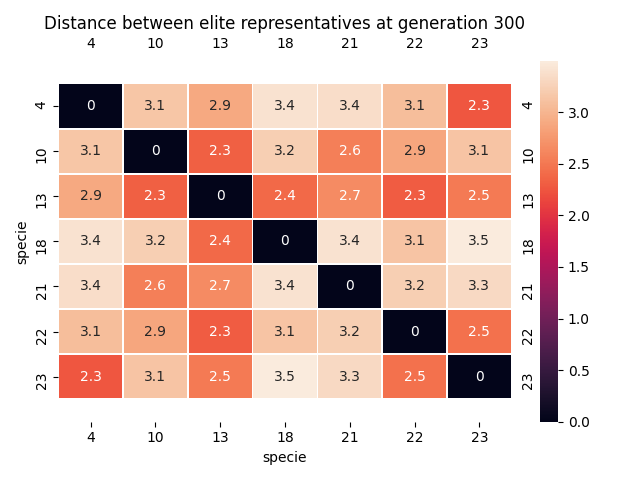 Distance between elite representatives at generation 300
4 10 13 18 21 22 23
4 0 3.1 2.9 3.4 3.4 3.1 2.3 4
10 3.1 0 2.3 3.2 2.6 2.9 3.1 10
13 2.9 2.3 0 2.4 2.7 2.3 2.5 13
18 3.4 3.2 2.4 0 3.4 3.1 3.5 18
21 3.4 2.6 2.7 3.4 0 3.2 3.3 21
22 3.1 2.9 2.3 3.1 3.2 0 2.5 22
23 2.3 3.1 2.5 3.5 3.3 2.5 0 23
4 10 13 18 21 22 23
specie
specie
3.0
2.5
2.0
1.5
1.0
0.5
0.0